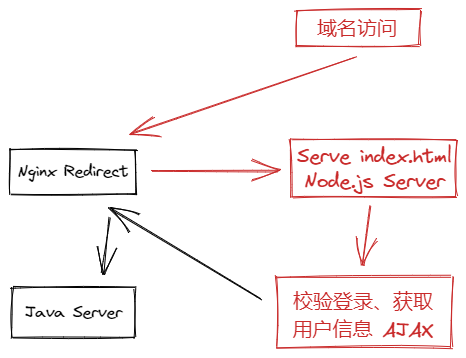 域名访问
Nginx Redirect
Serve index.html
Node.js Server
Java Server
校验登录、获取
用户信息 AJAX